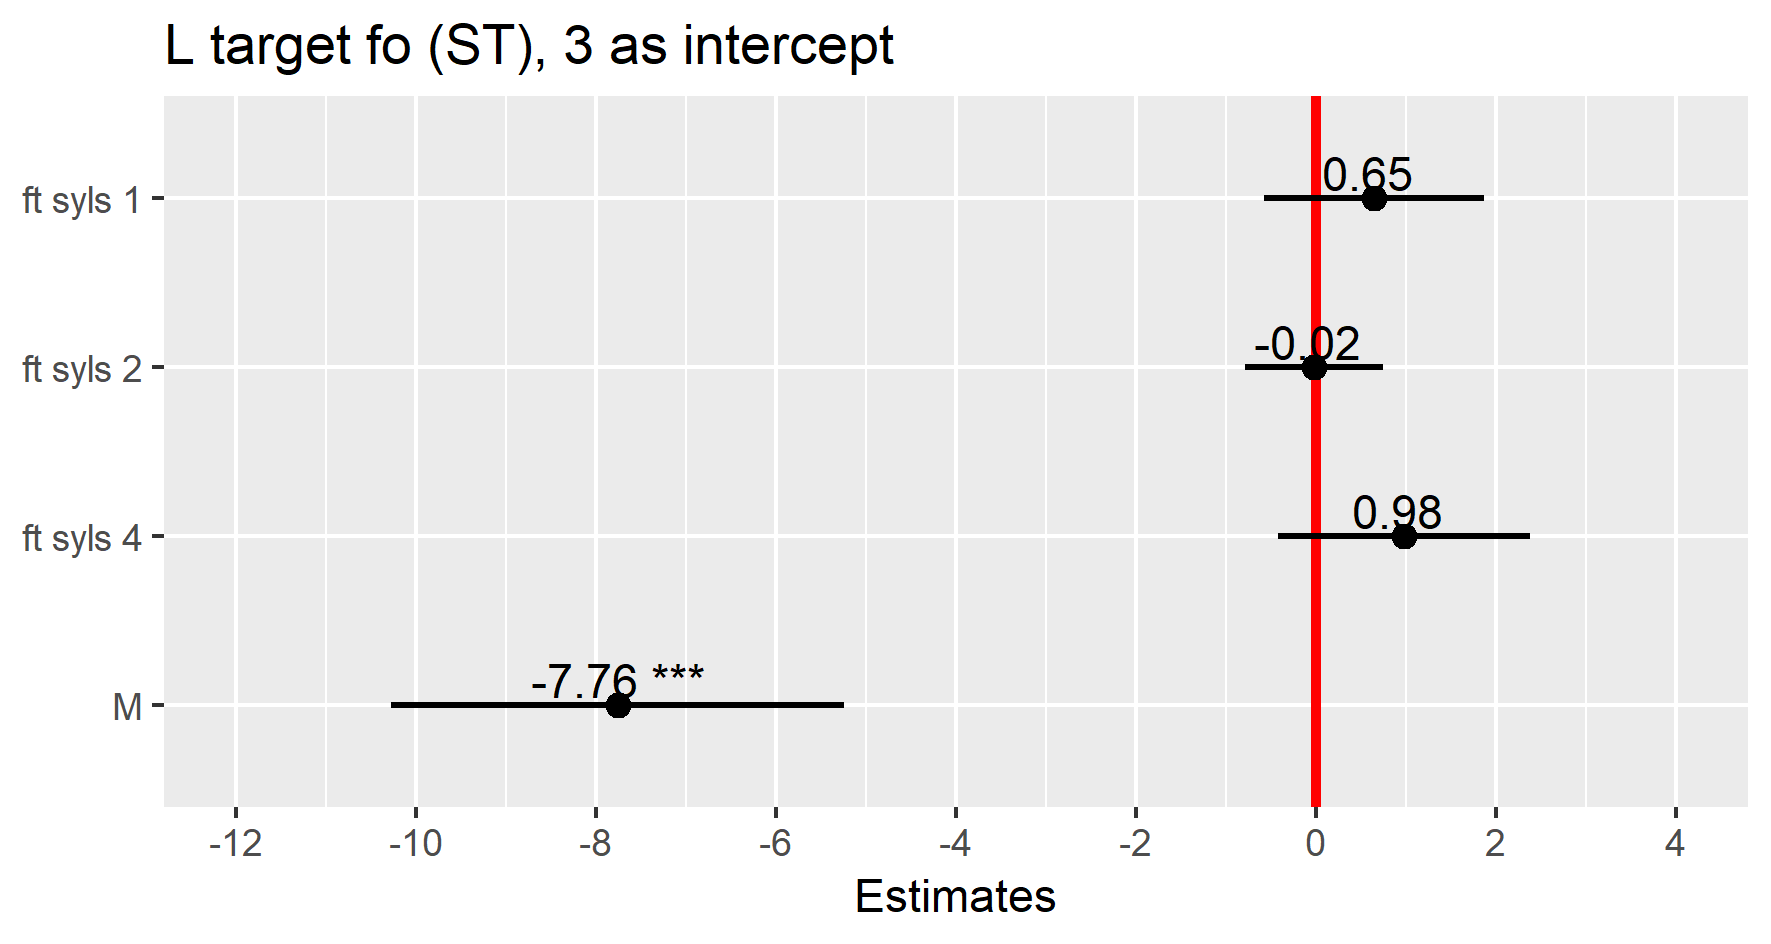 L target fo (ST), 3 as intercept
ft syls 1
0.65
ft syls 2
-0.02
ft syls 4
0.98
M
-7.76 ***
-12 -10 -8 -6 -4 -2 0 2 4
Estimates